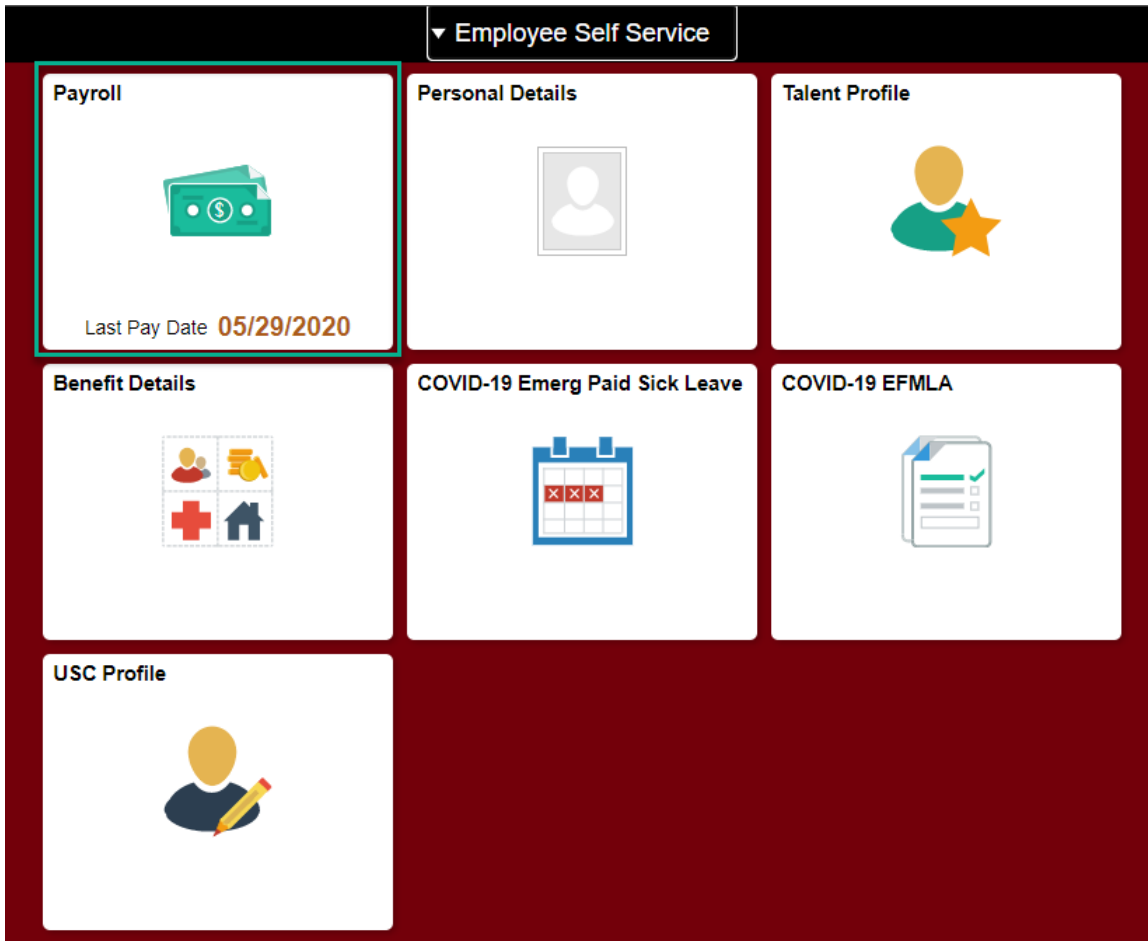 Employee Self Service
Payroll
Last Pay Date 05/29/2020
Personal Details
Talent Profile
Benefit Details
COVID-19 Emerg Paid Sick Leave
COVID-19 EFMLA
USC Profile